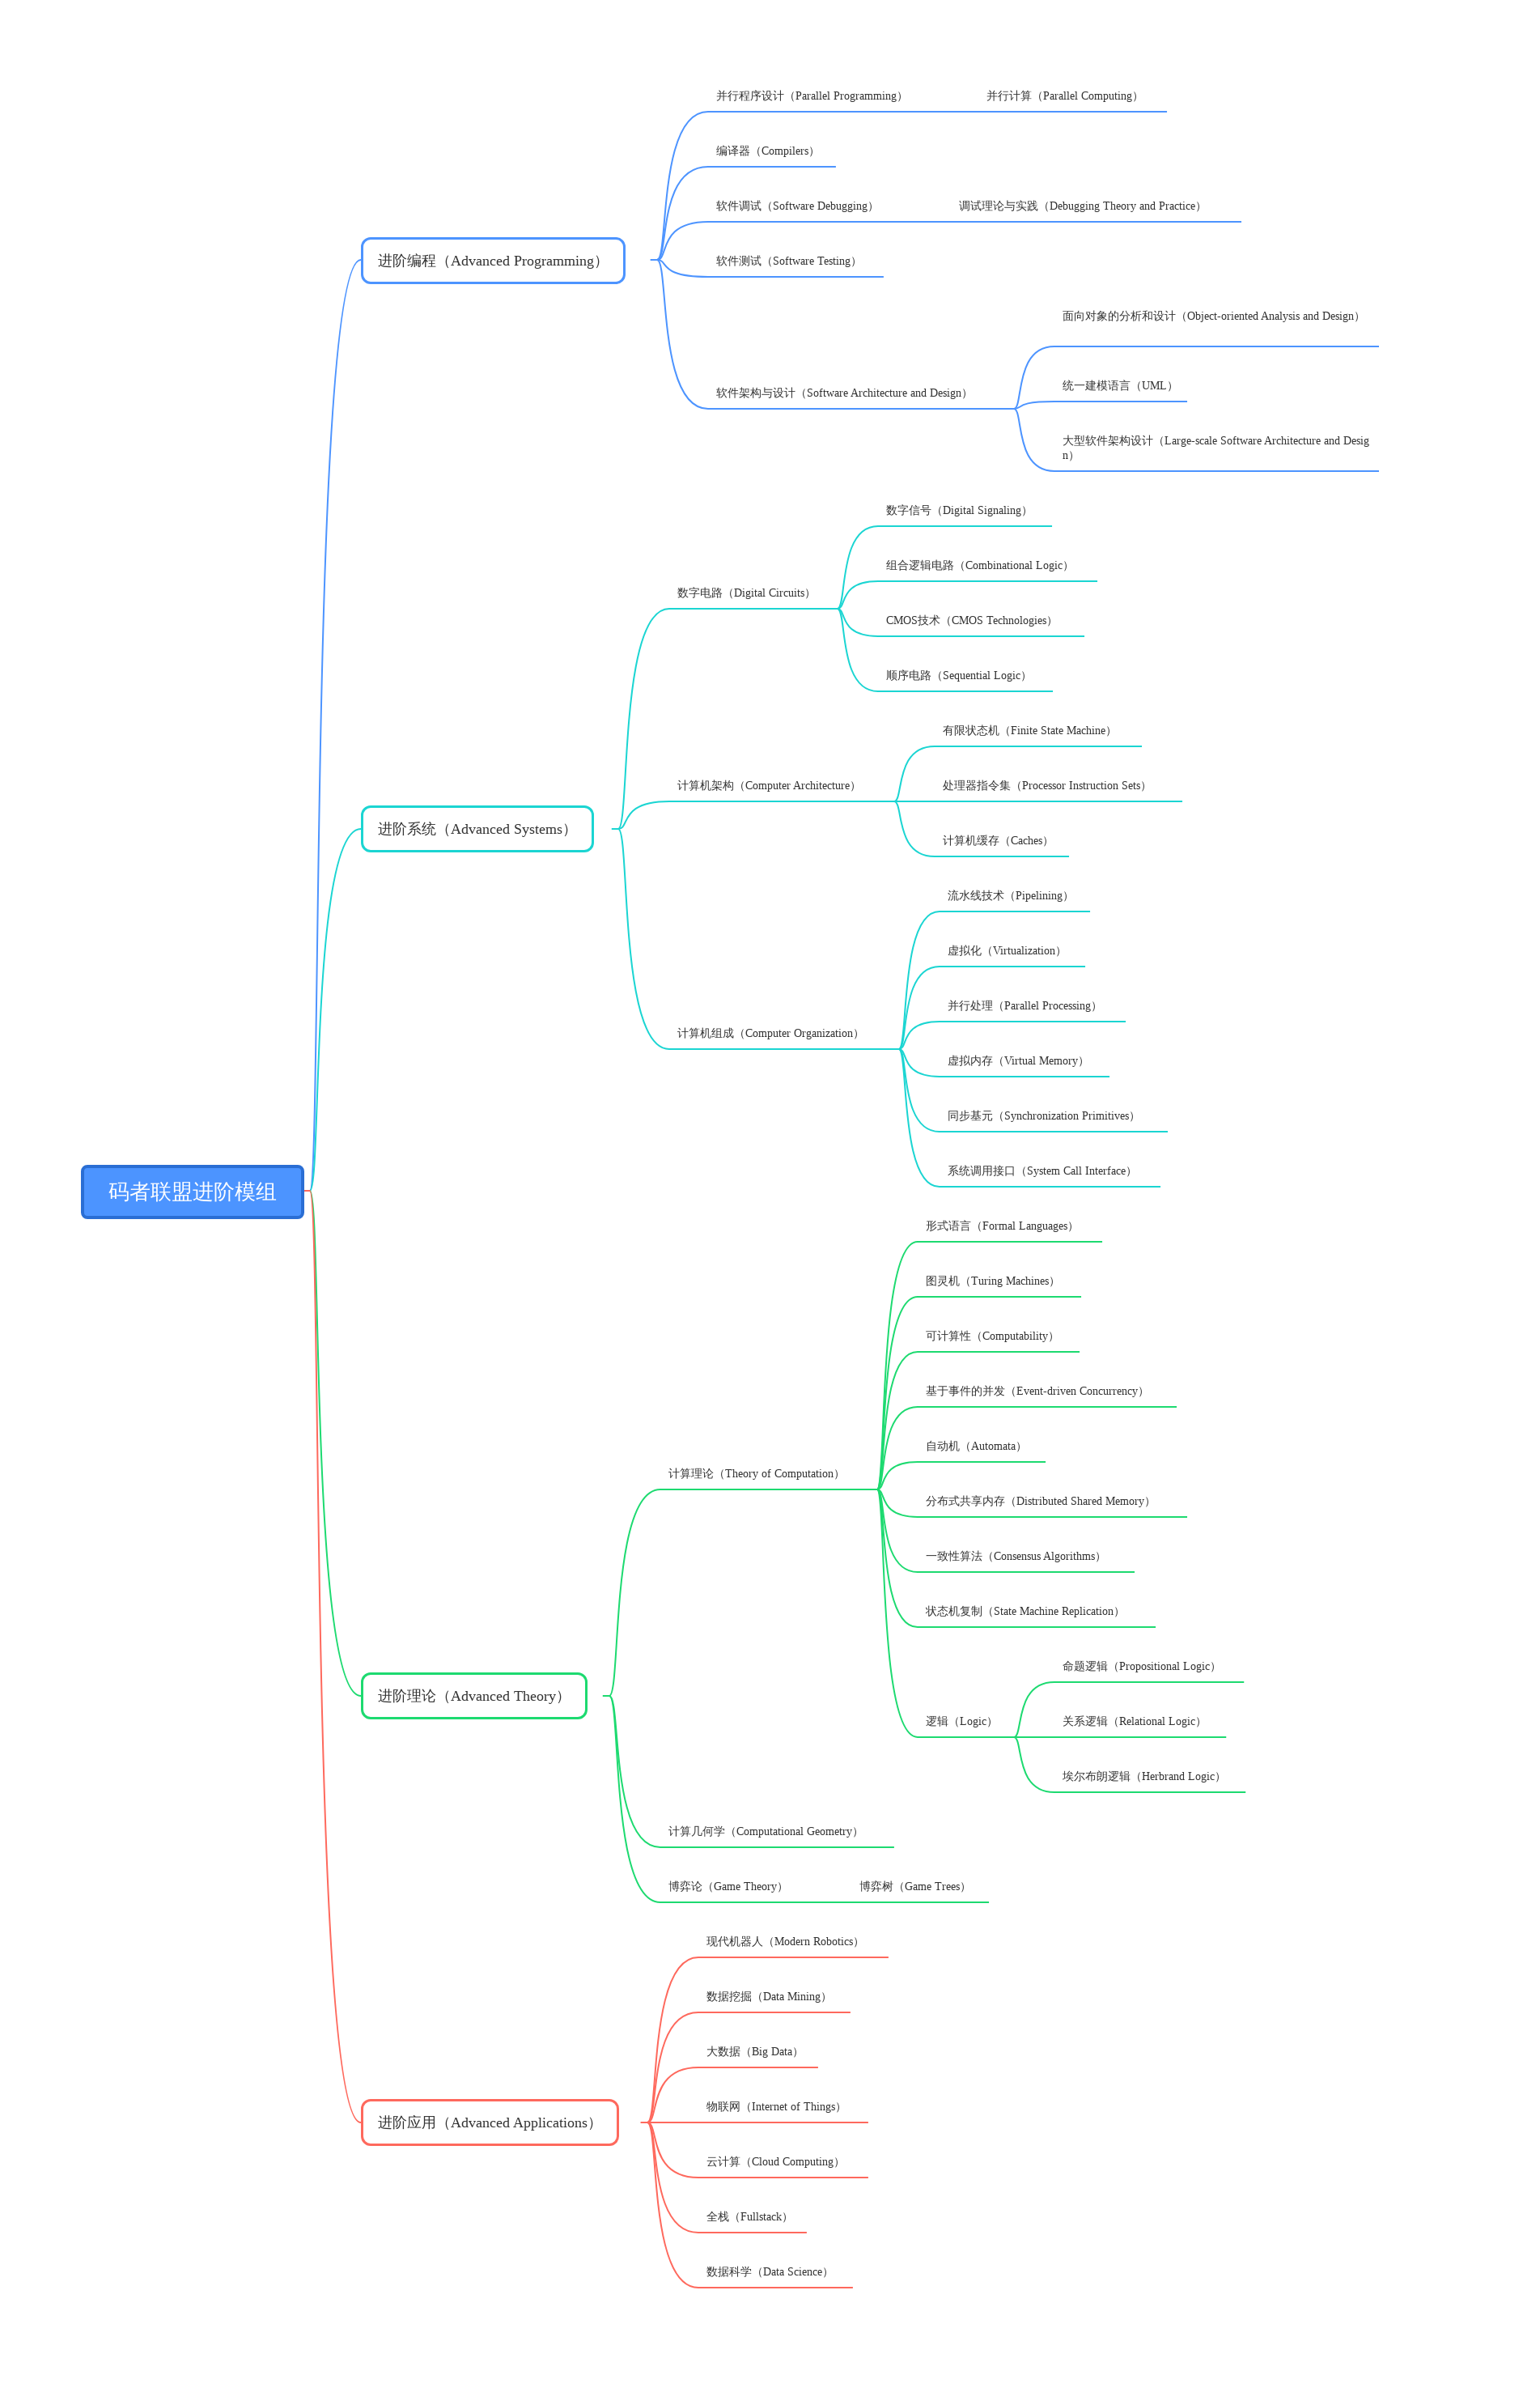 并行程序设计（Parallel Programming）
并行计算（Parallel Computing）
编译器（Compilers）
软件调试（Software Debugging）
调试理论与实践（Debugging Theory and Practice）
进阶编程（Advanced Programming）
软件测试（Software Testing）
面向对象的分析和设计（Object-oriented Analysis and Design）
软件架构与设计（Software Architecture and Design）
统一建模语言（UML）
大型软件架构设计（Large-scale Software Architecture and Desig
n）
数字信号（Digital Signaling）
组合逻辑电路（Combinational Logic）
数字电路（Digital Circuits）
CMOS技术（CMOS Technologies）
顺序电路（Sequential Logic）
有限状态机（Finite State Machine）
计算机架构（Computer Architecture）
处理器指令集（Processor Instruction Sets）
进阶系统（Advanced Systems）
计算机缓存（Caches）
流水线技术（Pipelining）
虚拟化（Virtualization）
并行处理（Parallel Processing）
计算机组成（Computer Organization）
虚拟内存（Virtual Memory）
同步基元（Synchronization Primitives）
系统调用接口（System Call Interface）
码者联盟进阶模组
形式语言（Formal Languages）
图灵机（Turing Machines）
可计算性（Computability）
基于事件的并发（Event-driven Concurrency）
自动机（Automata）
计算理论（Theory of Computation）
分布式共享内存（Distributed Shared Memory）
一致性算法（Consensus Algorithms）
状态机复制（State Machine Replication）
命题逻辑（Propositional Logic）
进阶理论（Advanced Theory）
逻辑（Logic）
关系逻辑（Relational Logic）
埃尔布朗逻辑（Herbrand Logic）
计算几何学（Computational Geometry）
博弈论（Game Theory）
博弈树（Game Trees）
现代机器人（Modern Robotics）
数据挖掘（Data Mining）
大数据（Big Data）
物联网（Internet of Things）
进阶应用（Advanced Applications）
云计算（Cloud Computing）
全栈（Fullstack）
数据科学（Data Science）